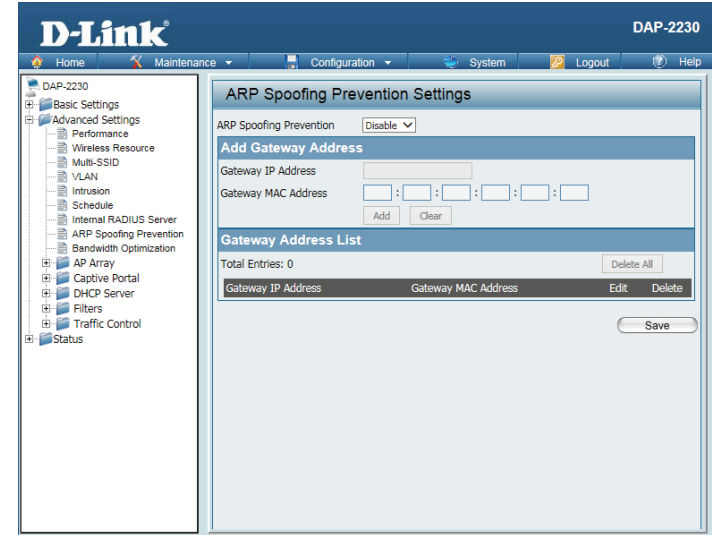 D-Link®
DAP-2230
Home Maintenance Configuration System Logout Help
DAP-2230
Basic Settings
Advanced Settings
Performance
Wireless Resource
Multi-SSID
VLAN
Intrusion
Schedule
Internal RADIUS Server
ARP Spoofing Prevention
Bandwidth Optimization
AP Array
Captive Portal
DHCP Server
Filters
Traffic Control
Status
ARP Spoofing Prevention Settings
ARP Spoofing Prevention Disable
Add Gateway Address
Gateway IP Address
Gateway MAC Address : : : : :
Add Clear
Gateway Address List
Total Entries: 0 Delete All
Gateway IP Address Gateway MAC Address Edit Delete
Save